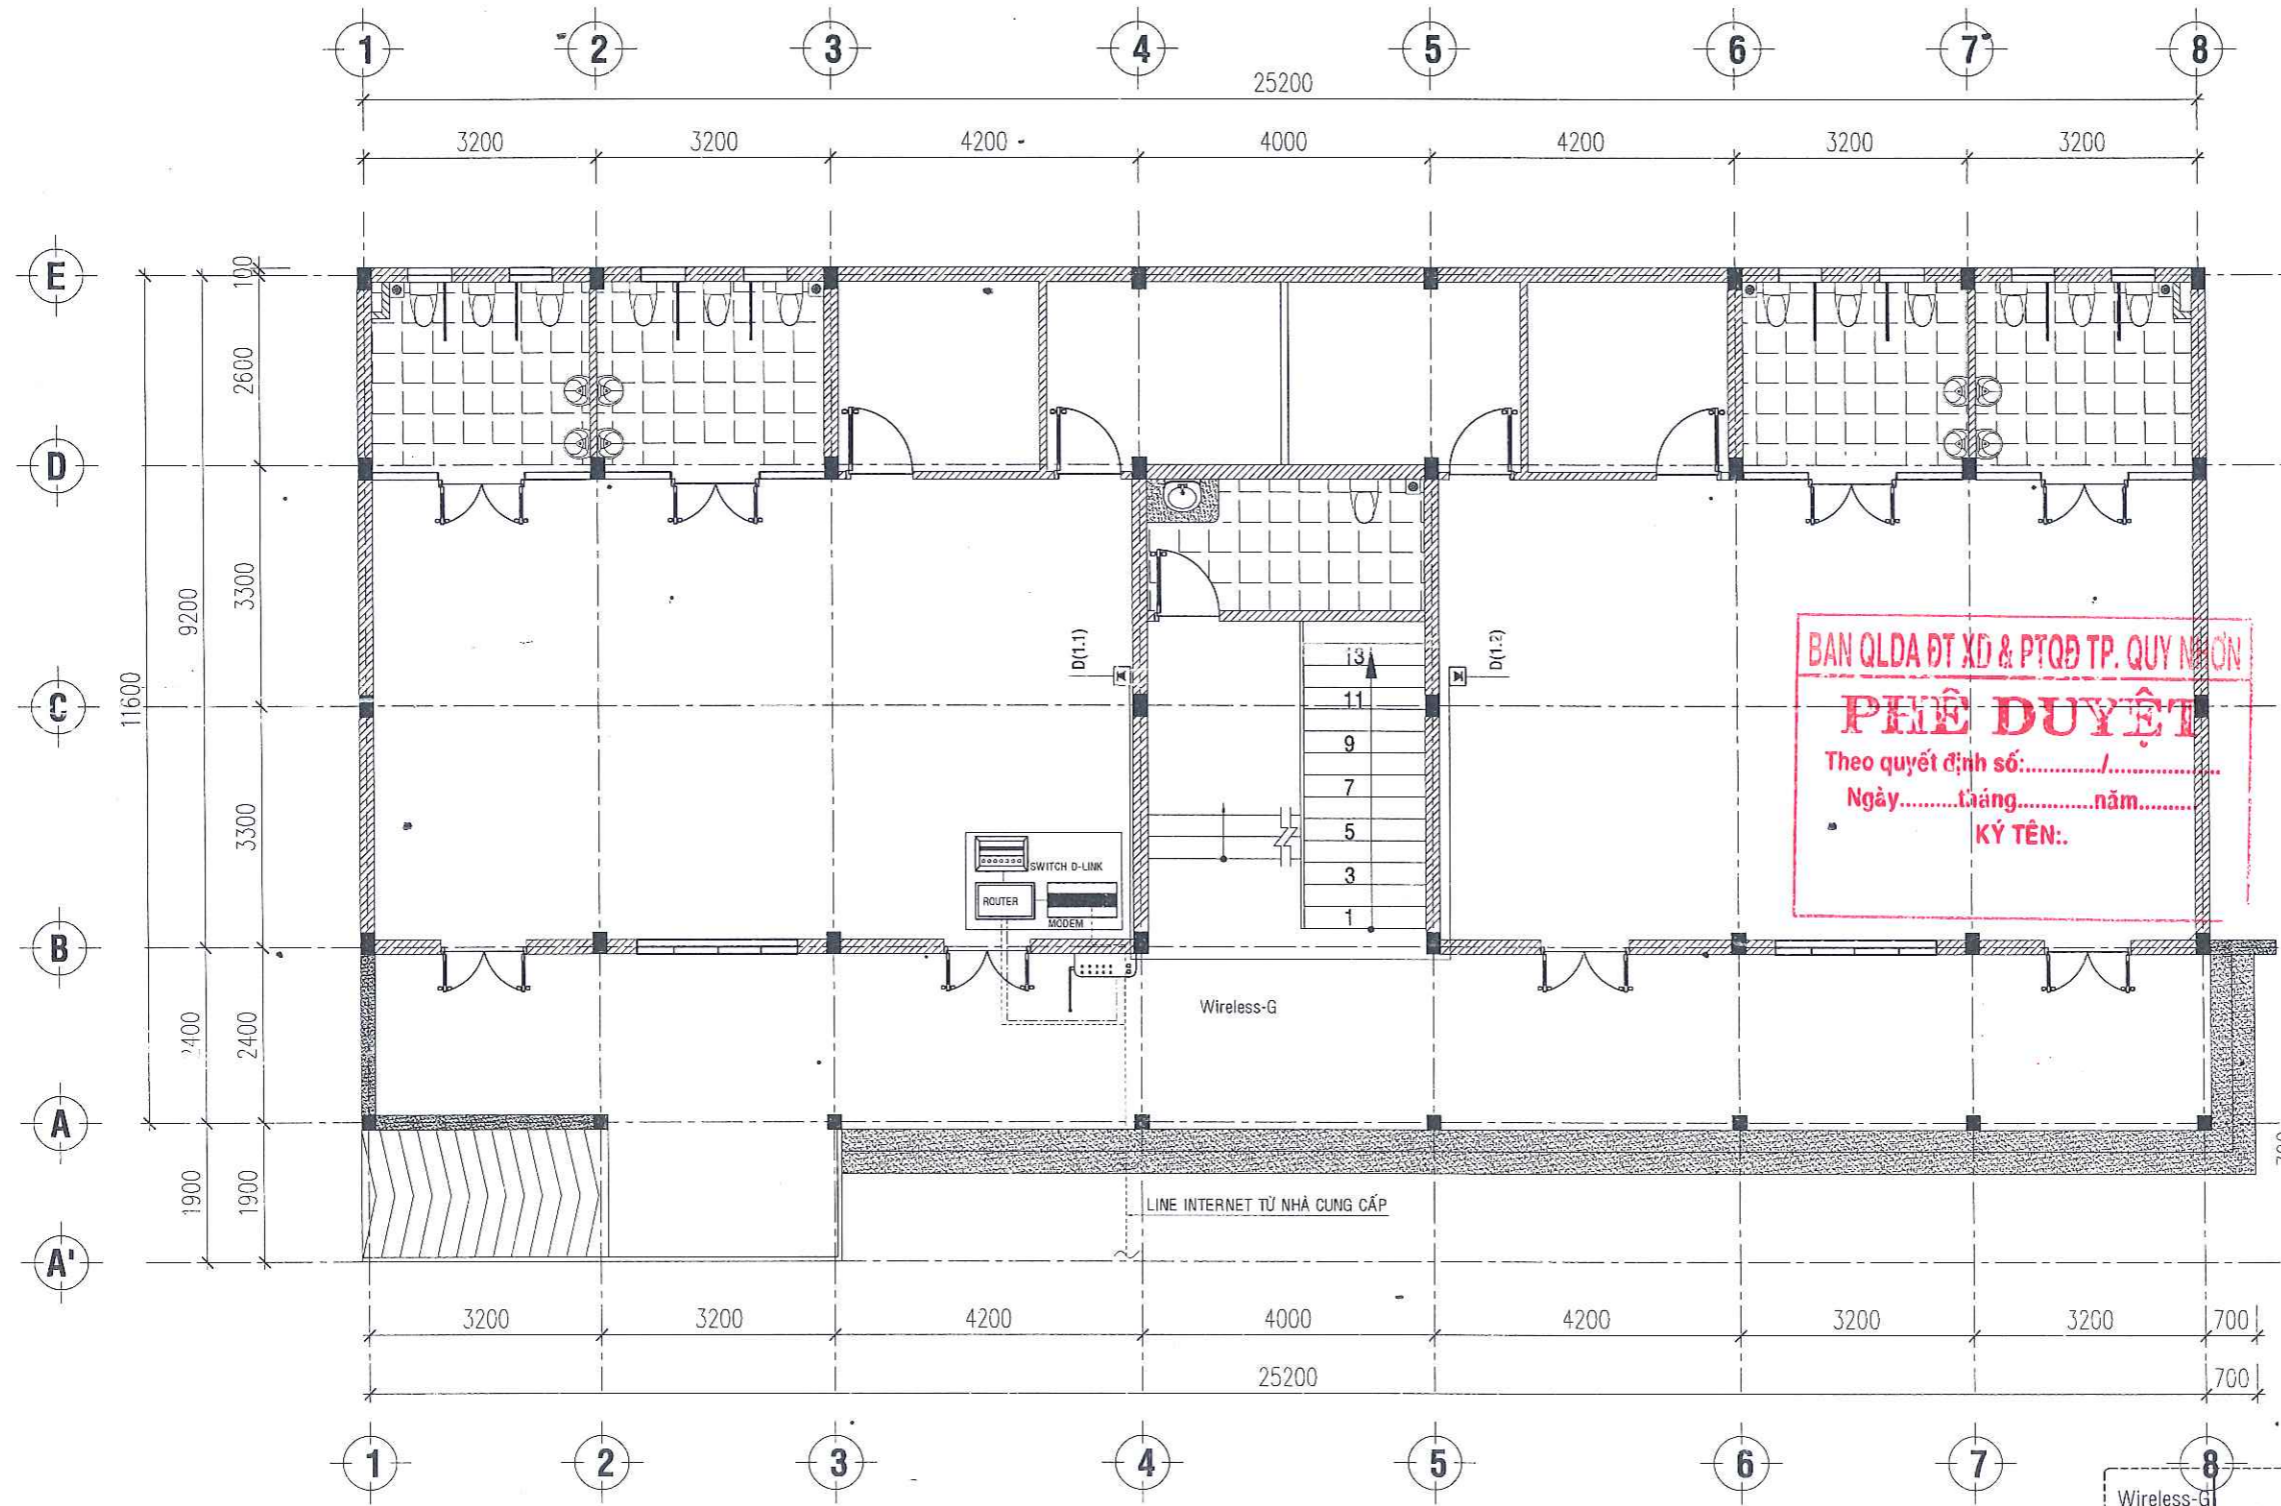 1 2 3 4 5 6 7 8
25200
3200 3200 4200 4000 4200 3200 3200
E
100
2600
D
3300
9200
11600
C
3300
B
2400 2400
A
1900 1900
A'
D(1.1)
D(1.2)
13
11
9
7
5
3
1
SWITCH D-LINK
ROUTER
MODEM
Wireless-G
LINE INTERNET TỪ NHÀ CUNG CẤP
BAN QLDA ĐT XD & PTQĐ TP. QUY NHƠN
PHÊ DUYỆT
Theo quyết định số:............/..................
Ngày..........tháng.............năm..........
KÝ TÊN:.
3200 3200 4200 4000 4200 3200 3200 700
25200 700
1 2 3 4 5 6 7 8
Wireless-G